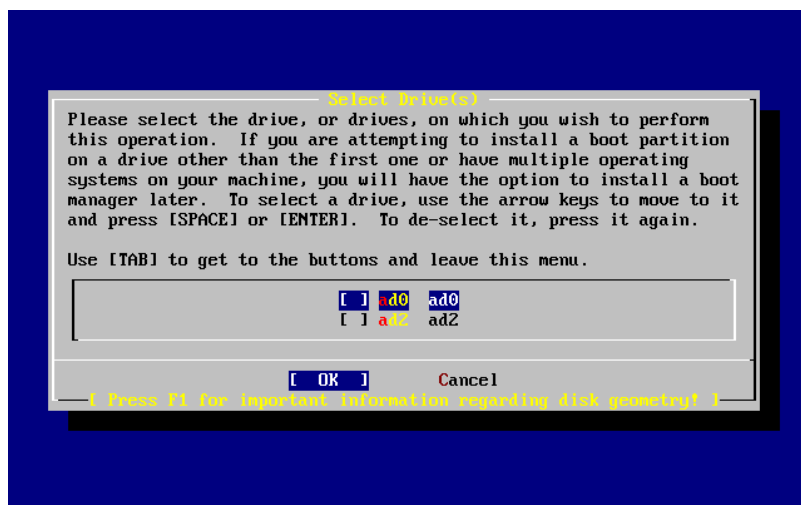 Select Drive(s)
Please select the drive, or drives, on which you wish to perform
this operation.  If you are attempting to install a boot partition
on a drive other than the first one or have multiple operating
systems on your machine, you will have the option to install a boot
manager later.  To select a drive, use the arrow keys to move to it
and press [SPACE] or [ENTER].  To de-select it, press it again.
Use [TAB] to get to the buttons and leave this menu.
[ ] ad0  ad0
[ ] ad2  ad2
[  OK  ]       Cancel
[ Press F1 for important information regarding disk geometry! ]